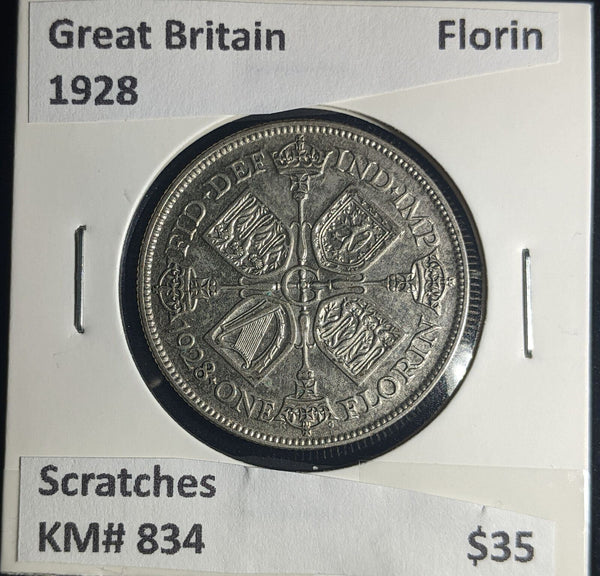 Great Britain Florin
1928
FID·DEF IND·IMP
1928·ONE FLORIN
Scratches
KM# 834 $35